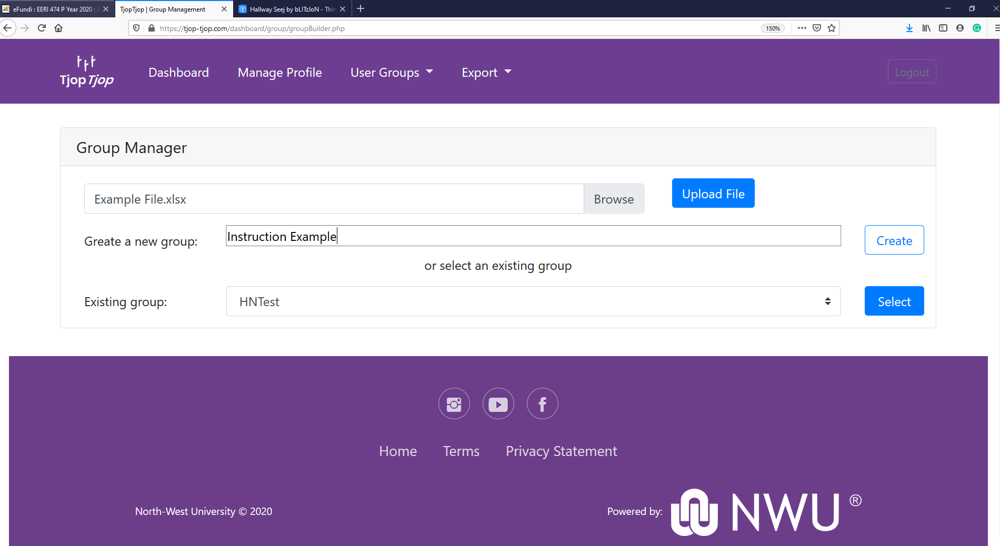 eFundi : EERI 474 P Year 2020 :
TjopTjop | Group Management
Hallway Seej by bLITzJoN - Thin
https://tjop-tjop.com/dashboard/group/groupBuilder.php
150%
Tjop Tjop
Dashboard
Manage Profile
User Groups
Export
Logout
Group Manager
Example File.xlsx
Browse
Upload File
Greate a new group:
Instruction Example
Create
or select an existing group
Existing group:
HNTest
Select
Home
Terms
Privacy Statement
North-West University © 2020
Powered by:
NWU ®